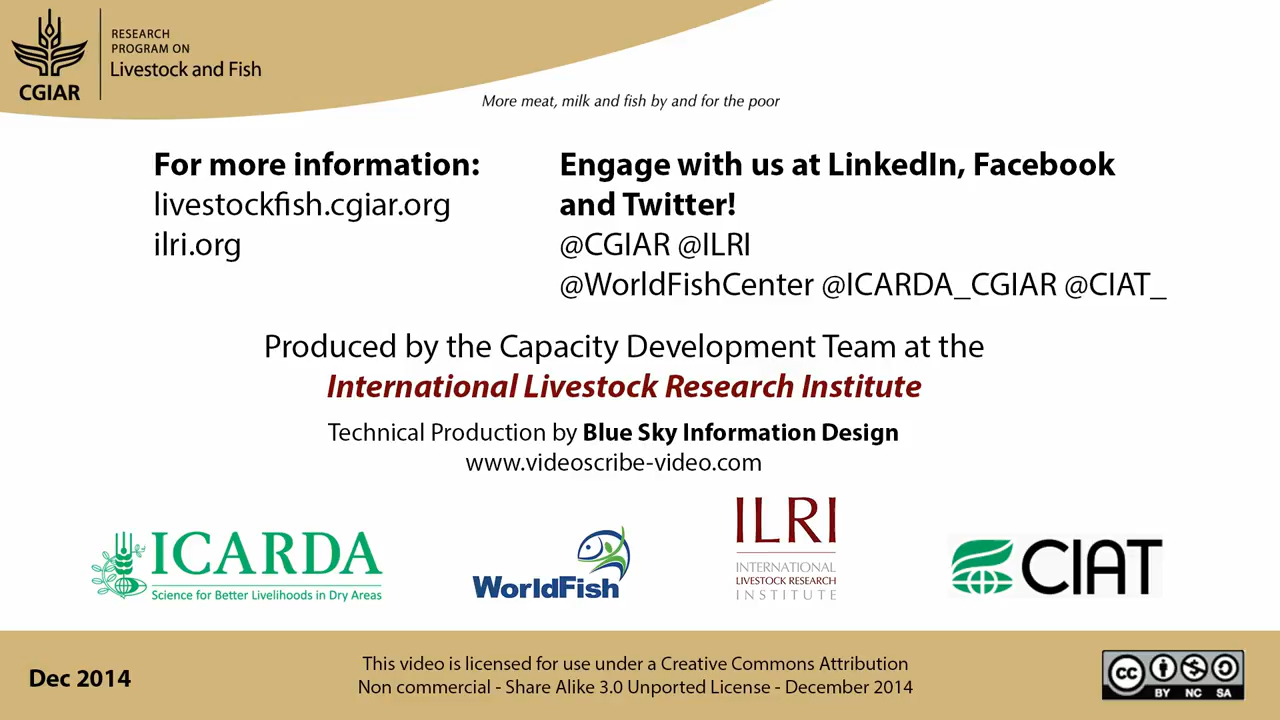 RESEARCH
PROGRAM ON
Livestock and Fish
CGIAR
More meat, milk and fish by and for the poor
For more information:
livestockfish.cgiar.org
ilri.org
Engage with us at LinkedIn, Facebook
and Twitter!
@CGIAR @ILRI
@WorldFishCenter @ICARDA_CGIAR @CIAT_
Produced by the Capacity Development Team at the
International Livestock Research Institute
Technical Production by Blue Sky Information Design
www.videoscribe-video.com
ICARDA
Science for Better Livelihoods in Dry Areas
WorldFish
ILRI
INTERNATIONAL
LIVESTOCK RESEARCH
INSTITUTE
CIAT
Dec 2014
This video is licensed for use under a Creative Commons Attribution
Non commercial - Share Alike 3.0 Unported License - December 2014
cc
BY NC SA